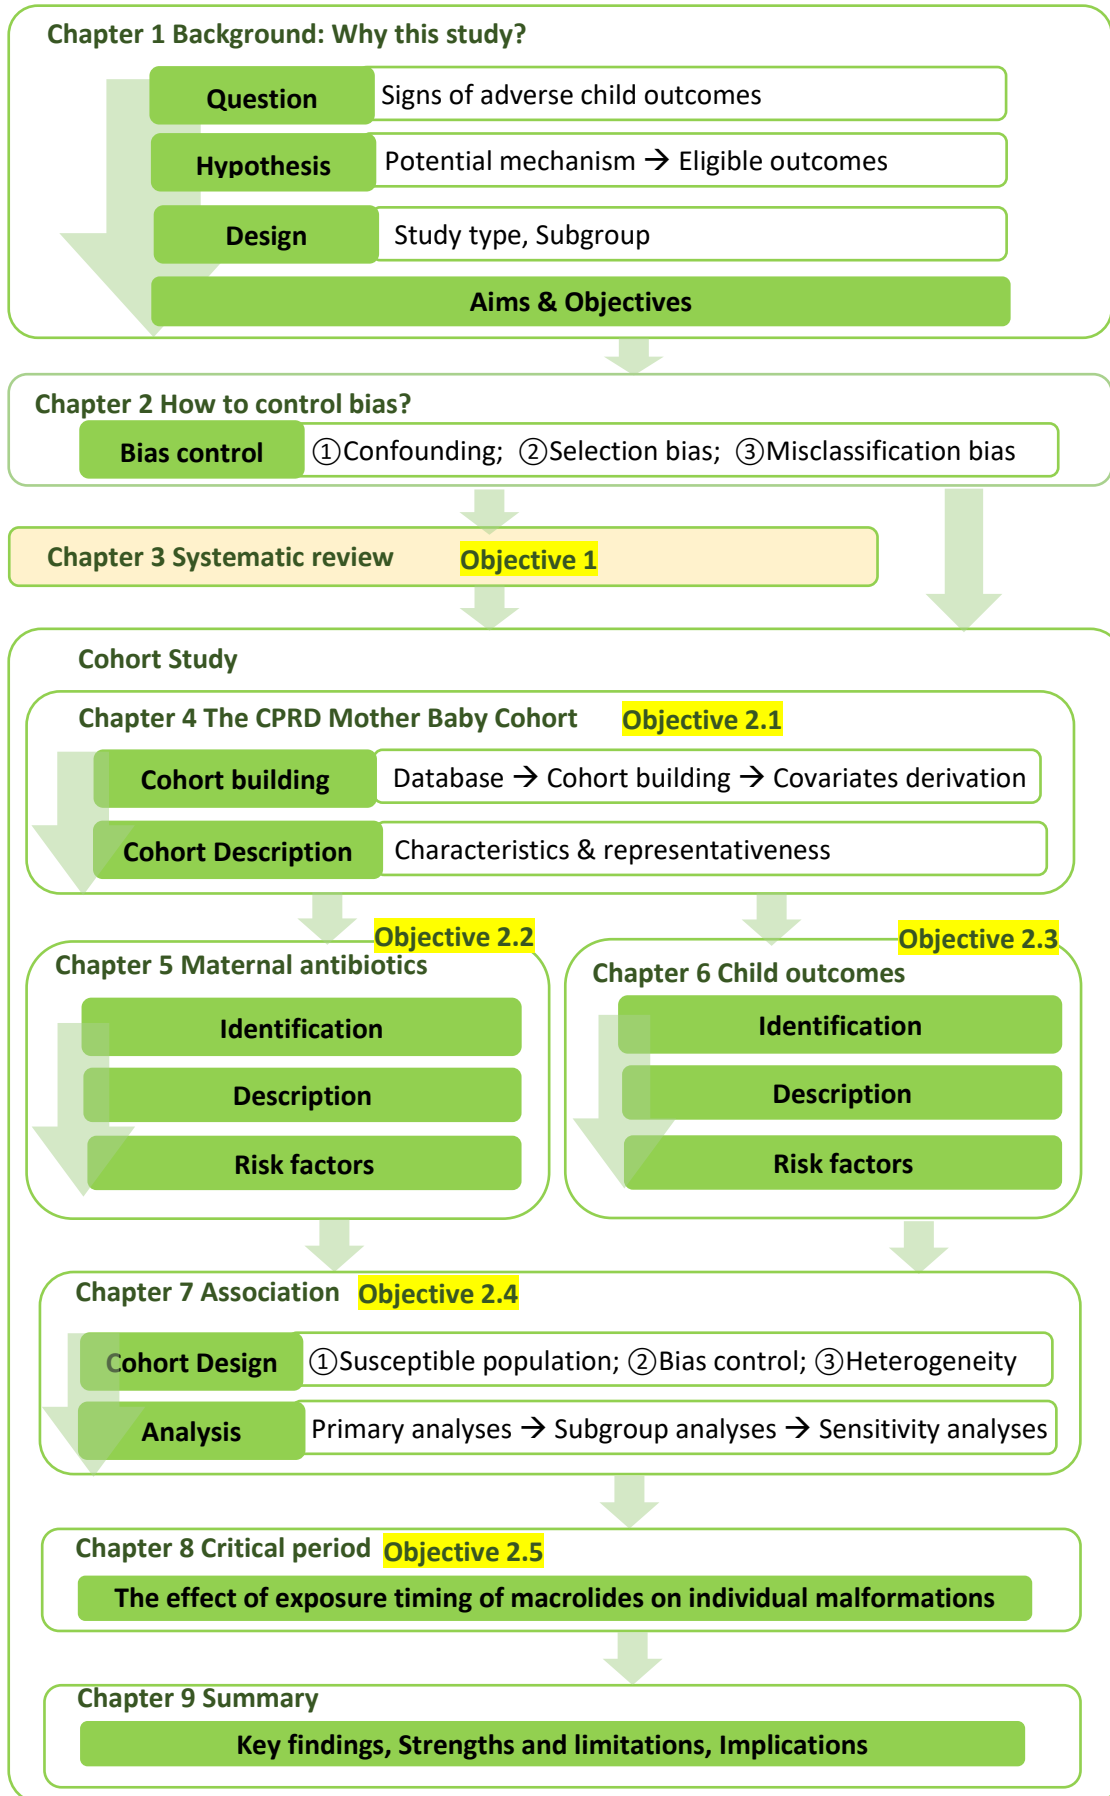 Chapter 1 Background: Why this study?
Question Signs of adverse child outcomes
Hypothesis Potential mechanism → Eligible outcomes
Design Study type, Subgroup
Aims & Objectives
Chapter 2 How to control bias?
Bias control ①Confounding; ②Selection bias; ③Misclassification bias
Chapter 3 Systematic review Objective 1
Cohort Study
Chapter 4 The CPRD Mother Baby Cohort Objective 2.1
Cohort building Database → Cohort building → Covariates derivation
Cohort Description Characteristics & representativeness
Objective 2.2
Chapter 5 Maternal antibiotics
Identification
Description
Risk factors
Objective 2.3
Chapter 6 Child outcomes
Identification
Description
Risk factors
Chapter 7 Association Objective 2.4
Cohort Design ①Susceptible population; ②Bias control; ③Heterogeneity
Analysis Primary analyses → Subgroup analyses → Sensitivity analyses
Chapter 8 Critical period Objective 2.5
The effect of exposure timing of macrolides on individual malformations
Chapter 9 Summary
Key findings, Strengths and limitations, Implications